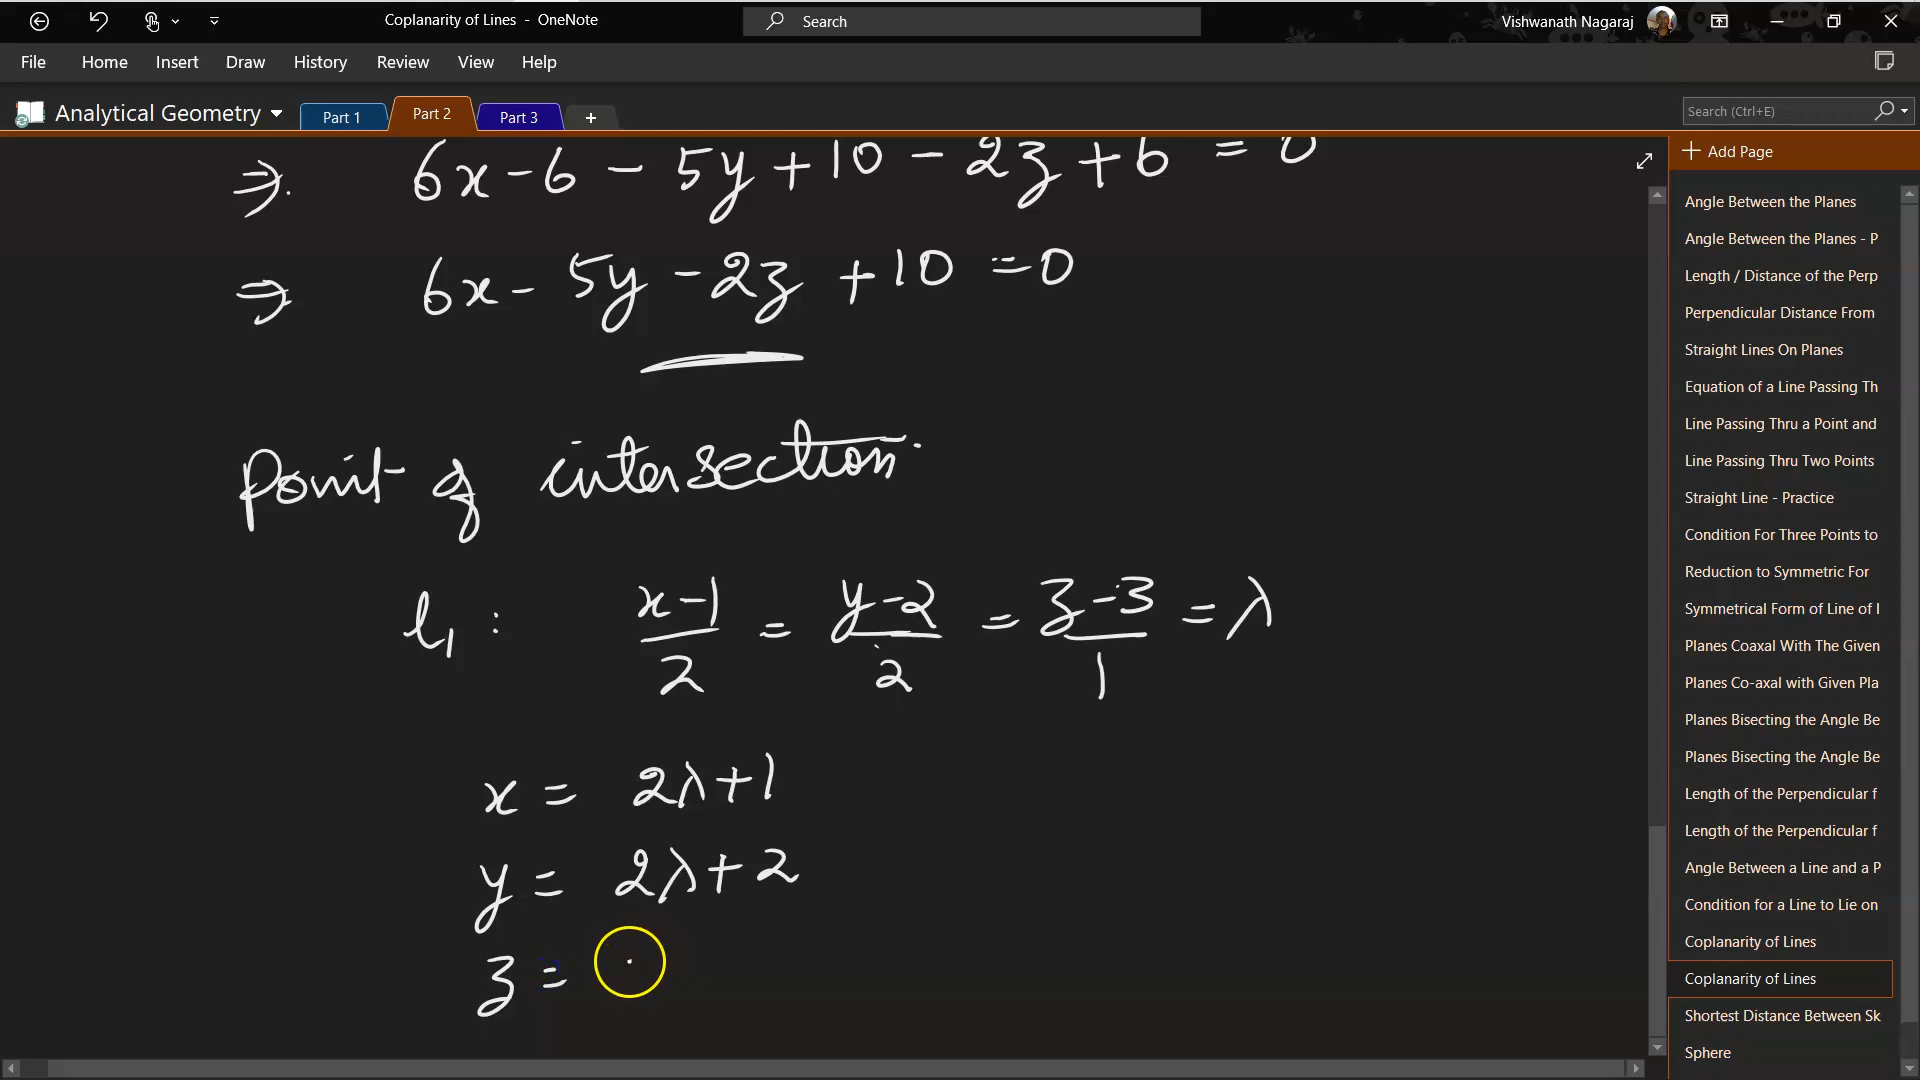 Coplanarity of Lines - OneNote
Search
Vishwanath Nagaraj
File Home Insert Draw History Review View Help
Analytical Geometry Part 1 Part 2 Part 3 +
Search (Ctrl+E)
Add Page
⇒. 6x-6 - 5y+10 - 2z+6 = 0
⇒ 6x - 5y - 2z + 10 = 0
Point of intersection.
l₁ : (x-1)/2 = (y-2)/2 = (z-3)/1 = λ
x = 2λ+1
y = 2λ+2
z =
Angle Between the Planes
Angle Between the Planes - P
Length / Distance of the Perp
Perpendicular Distance From
Straight Lines On Planes
Equation of a Line Passing Th
Line Passing Thru a Point and
Line Passing Thru Two Points
Straight Line - Practice
Condition For Three Points to
Reduction to Symmetric For
Symmetrical Form of Line of I
Planes Coaxal With The Given
Planes Co-axal with Given Pla
Planes Bisecting the Angle Be
Planes Bisecting the Angle Be
Length of the Perpendicular f
Length of the Perpendicular f
Angle Between a Line and a P
Condition for a Line to Lie on
Coplanarity of Lines
Coplanarity of Lines
Shortest Distance Between Sk
Sphere